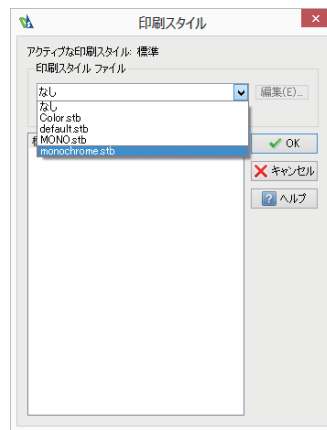 印刷スタイル
アクティブな印刷スタイル: 標準
印刷スタイル ファイル
なし
編集(E)...
なし
Color.stb
default.stb
MONO.stb
monochrome.stb
OK
キャンセル
ヘルプ